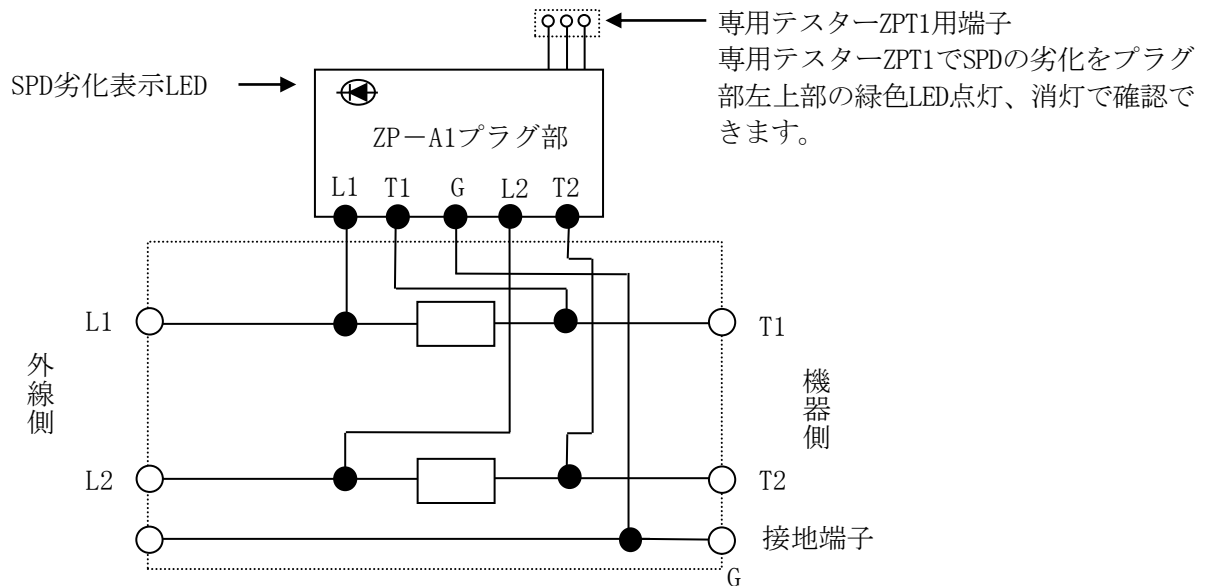 専用テスターZPT1用端子
専用テスターZPT1でSPDの劣化をプラグ
部左上部の緑色LED点灯、消灯で確認で
きます。
SPD劣化表示LED
ZP－A1プラグ部
L1 T1 G L2 T2
L1
T1
外線側
機器側
L2
T2
接地端子
G